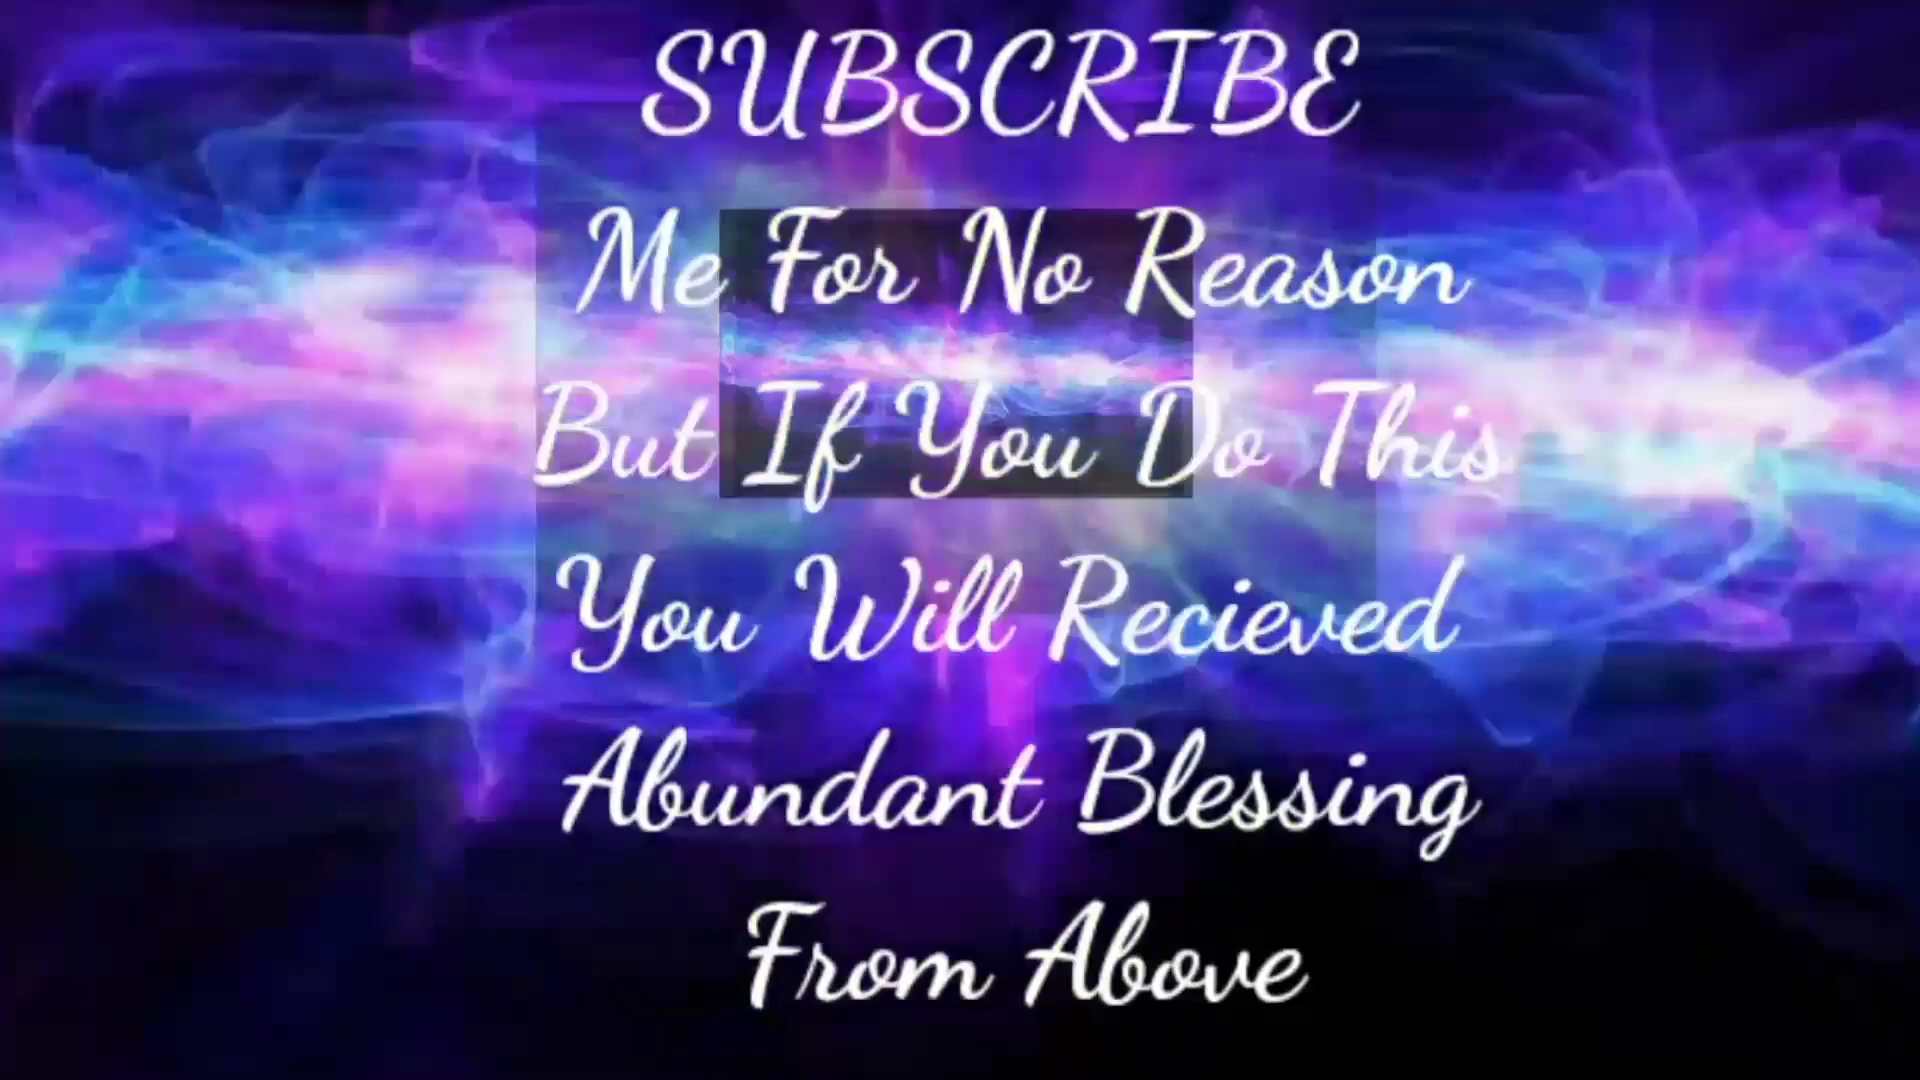 SUBSCRIBE
Me For No Reason
But If You Do This
You Will Recieved
Abundant Blessing
From Above